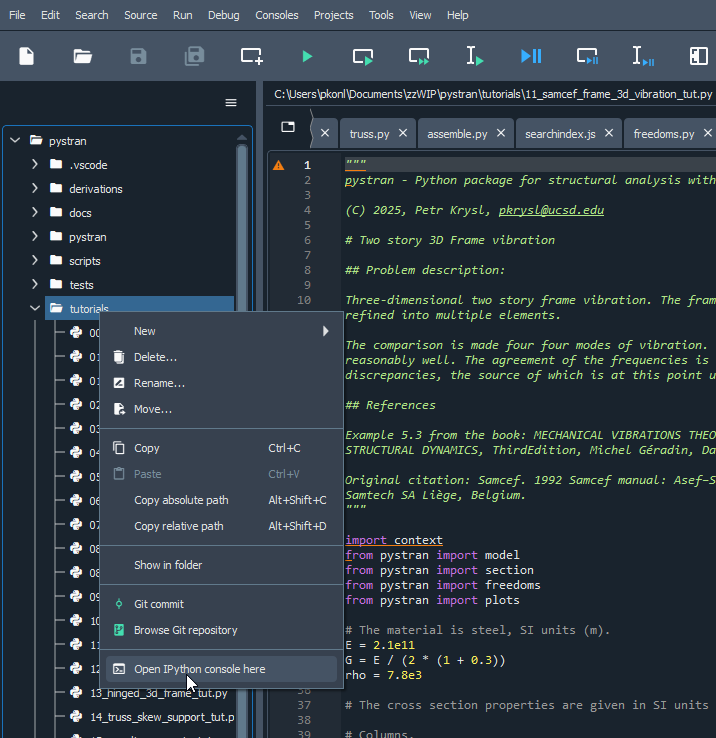 File Edit Search Source Run Debug Consoles Projects Tools View Help
C:\Users\pkonl\Documents\zzWIP\pystran\tutorials\11_samcef_frame_3d_vibration_tut.py
truss.py assemble.py searchindex.js freedoms.py
pystran
.vscode
derivations
docs
pystran
scripts
tests
tutorials
00
01
01
02
03
04
05
06
07
08
08
09
10
11
12
13_hinged_3d_frame_tut.py
14_truss_skew_support_tut.p
New
Delete...
Rename...
Move...
Copy Ctrl+C
Paste Ctrl+V
Copy absolute path Alt+Shift+C
Copy relative path Alt+Shift+D
Show in folder
Git commit
Browse Git repository
Open IPython console here
1 """
2 pystran - Python package for structural analysis with
3
4 (C) 2025, Petr Krysl, pkrysl@ucsd.edu
5
6 # Two story 3D Frame vibration
7
8 ## Problem description:
9
10 Three-dimensional two story frame vibration. The fram
refined into multiple elements.
The comparison is made four four modes of vibration.
reasonably well. The agreement of the frequencies is
discrepancies, the source of which is at this point u
## References
Example 5.3 from the book: MECHANICAL VIBRATIONS THEO
STRUCTURAL DYNAMICS, ThirdEdition, Michel Géradin, Da
Original citation: Samcef. 1992 Samcef manual: Asef-S
Samtech SA Liège, Belgium.
"""
import context
from pystran import model
from pystran import section
from pystran import freedoms
from pystran import plots
# The material is steel, SI units (m).
E = 2.1e11
G = E / (2 * (1 + 0.3))
rho = 7.8e3
36
37 # The cross section properties are given in SI units
38
39 # Columns.